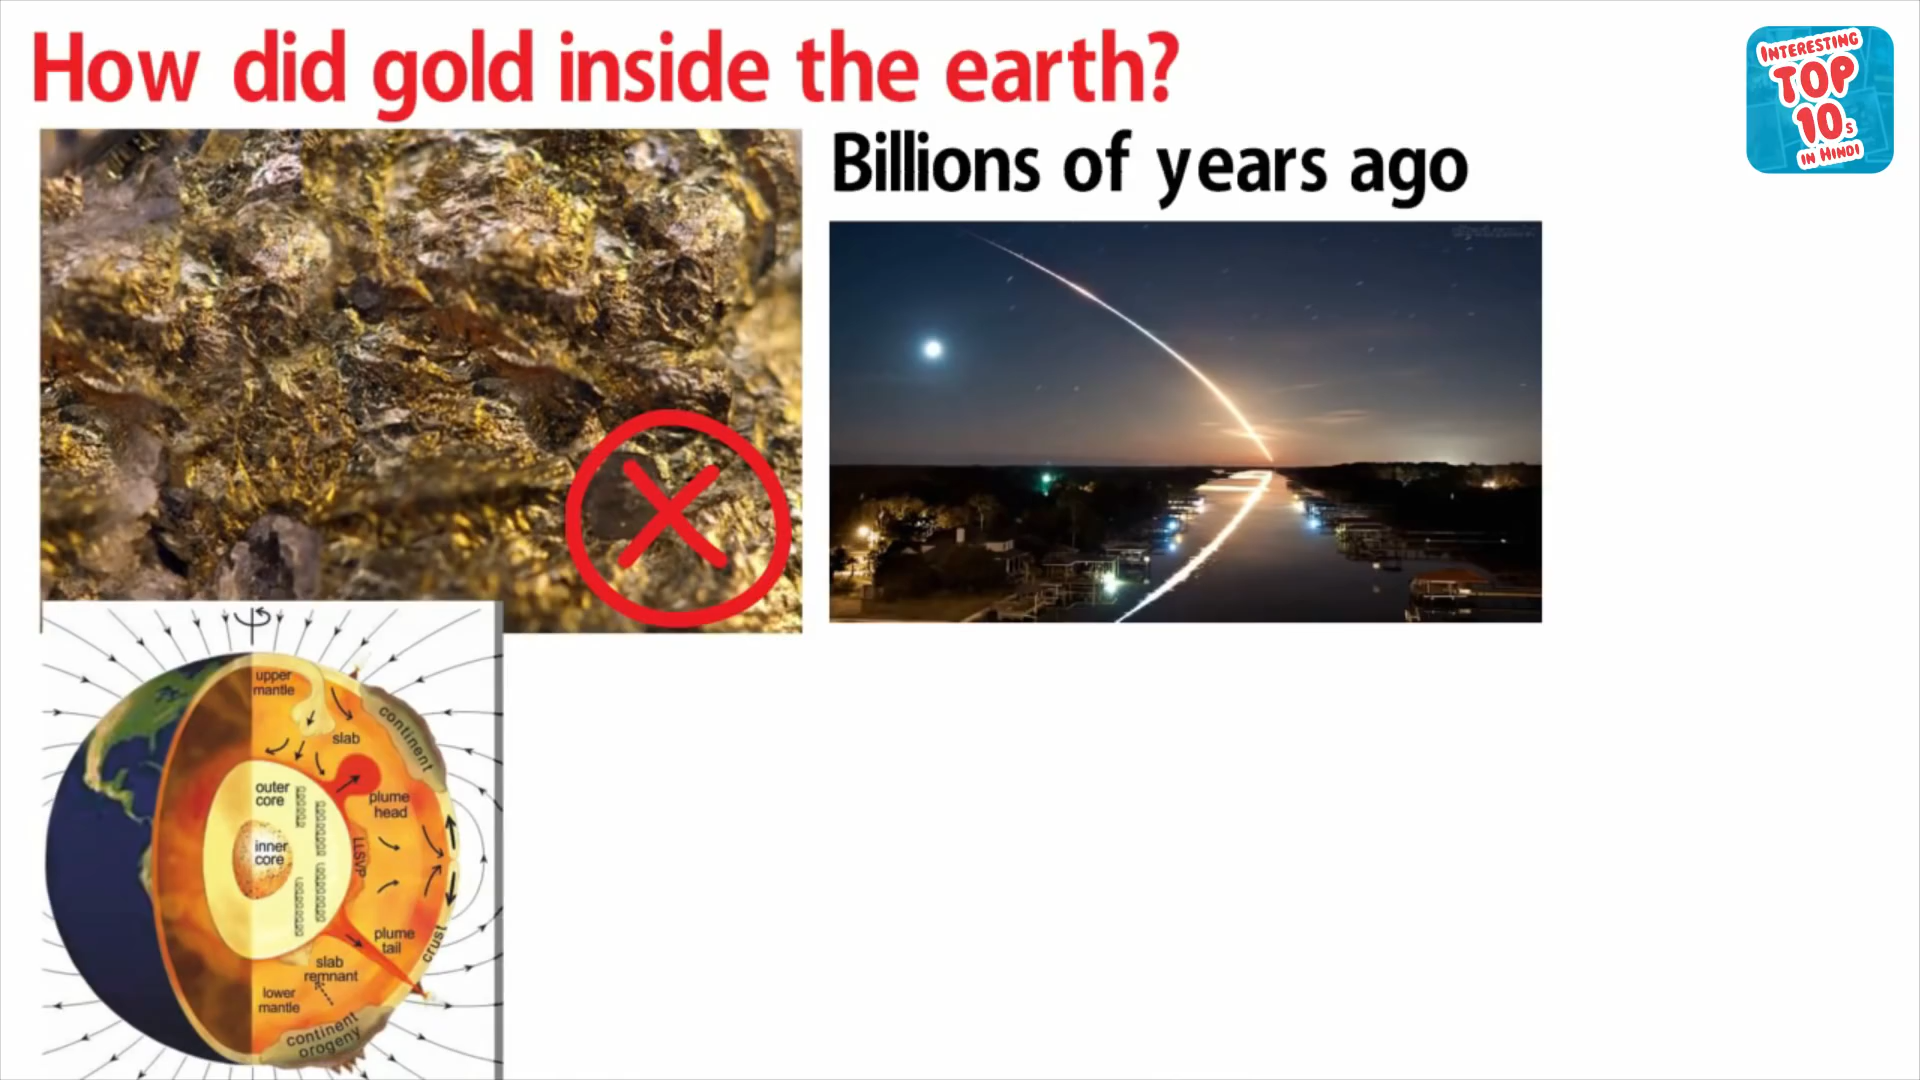 How did gold inside the earth?
INTERESTING
TOP
10s
IN HINDI
Billions of years ago
upper
mantle
continent
slab
outer
core
plume
head
inner
core
LLSVP
plume
tail
crust
slab
remnant
lower
mantle
continent
orogeny